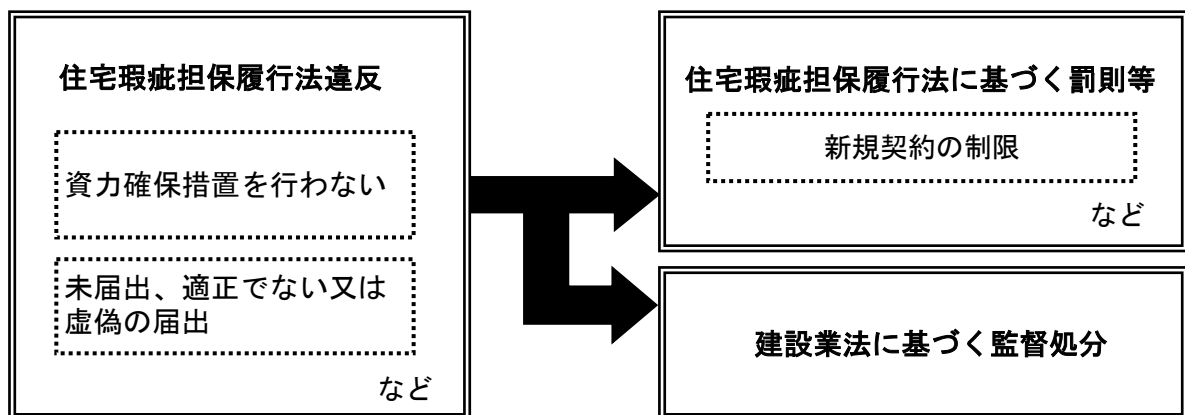 住宅瑕疵担保履行法違反
資力確保措置を行わない
未届出、適正でない又は
虚偽の届出
など
住宅瑕疵担保履行法に基づく罰則等
新規契約の制限
など
建設業法に基づく監督処分